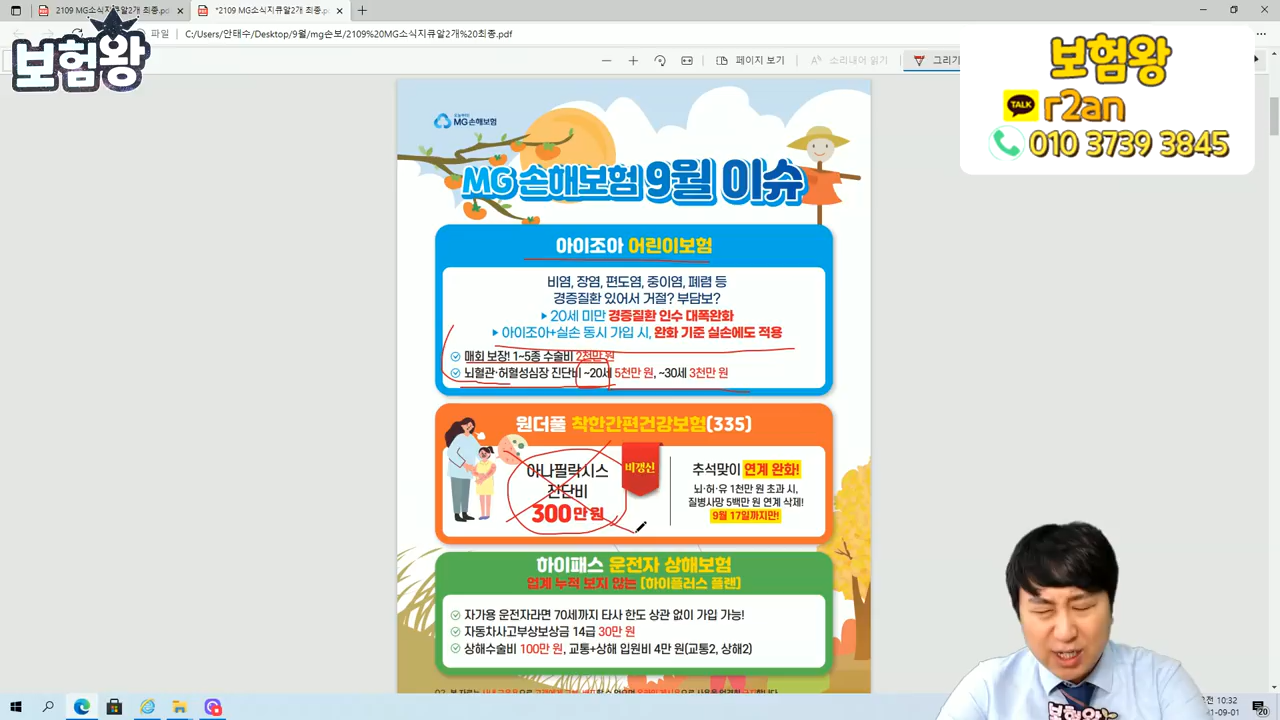 2109 MG소식지큐알2개 최종.pd
*2109 MG소식지큐알2개 최종.p
파일
C:/Users/안태수/Desktop/9월/mg손보/2109%20MG소식지큐알2개%20최종.pdf
페이지 보기
소리내어 읽기
그리기
보험왕
보험왕
TALK r2an
010 3739 3845
MG손해보험
MG손해보험 9월 이슈
아이조아 어린이보험
비염, 장염, 편도염, 중이염, 폐렴 등
경증질환 있어서 거절? 부담보?
▶ 20세 미만 경증질환 인수 대폭완화
▶ 아이조아+실손 동시 가입 시, 완화 기준 실손에도 적용
매회 보장! 1~5종 수술비 2천만 원
뇌혈관·허혈성심장 진단비 ~20세 5천만 원, ~30세 3천만 원
원더풀 착한간편건강보험(335)
아나필락시스
진단비
300만 원
비갱신
추석맞이 연계 완화!
뇌·허·유 1천만 원 초과 시,
질병사망 5백만 원 연계 삭제!
9월 17일까지만!
하이패스 운전자 상해보험
업계 누적 보지 않는 [하이플러스 플랜]
자가용 운전자라면 70세까지 타사 한도 상관 없이 가입 가능!
자동차사고부상보상금 14급 30만 원
상해수술비 100만 원, 교통+상해 입원비 4만 원(교통2, 상해2)
보험왕
10:32
21-09-01
20